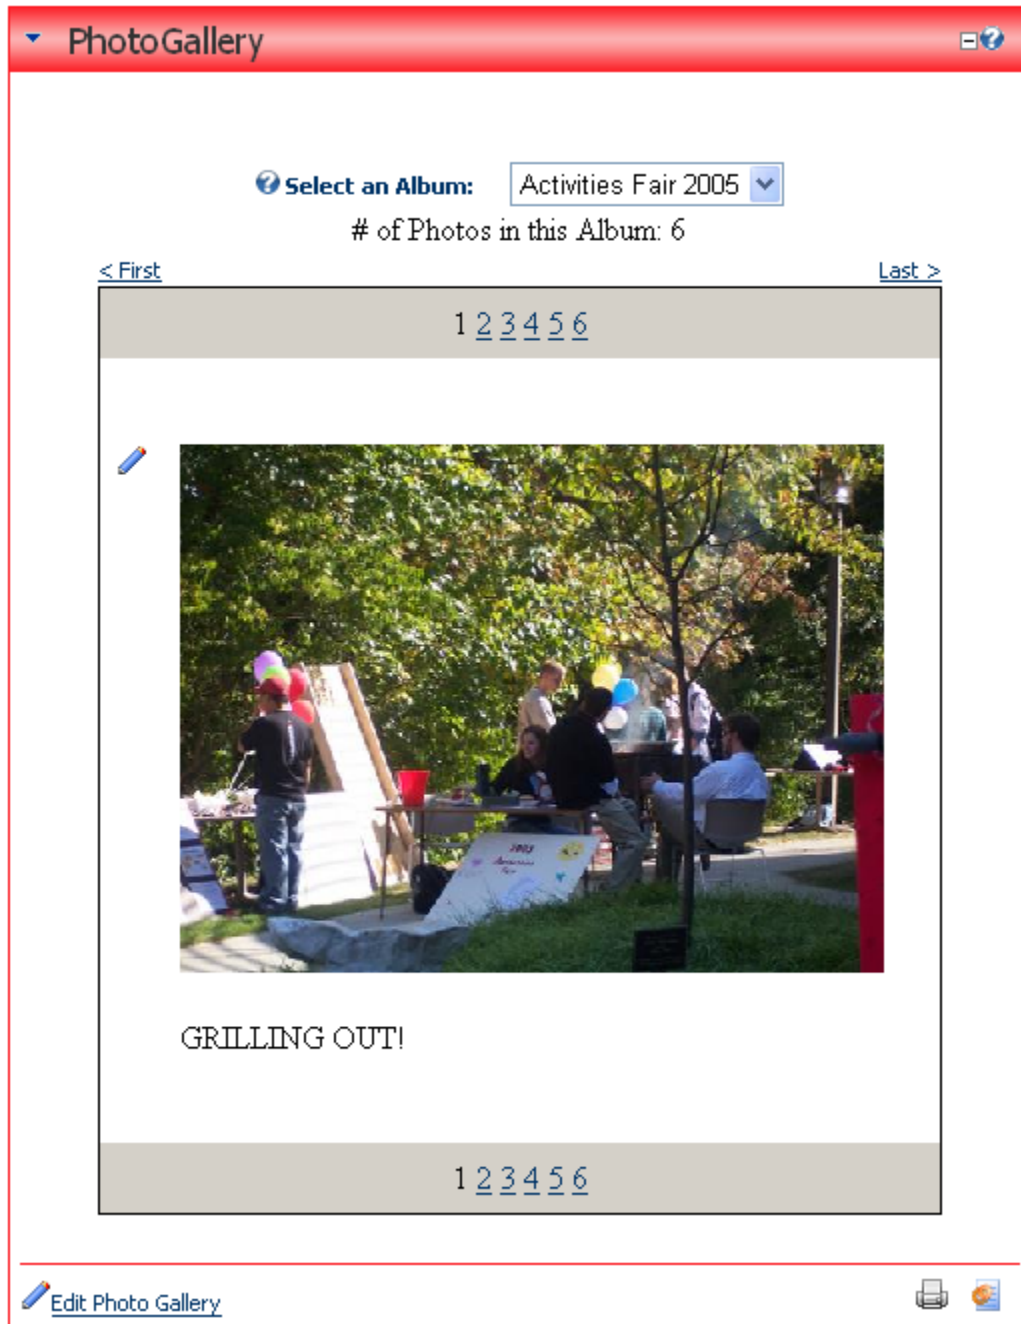 PhotoGallery
Select an Album: Activities Fair 2005
# of Photos in this Album: 6
< First Last >
1 2 3 4 5 6
2005
GRILLING OUT!
1 2 3 4 5 6
Edit Photo Gallery